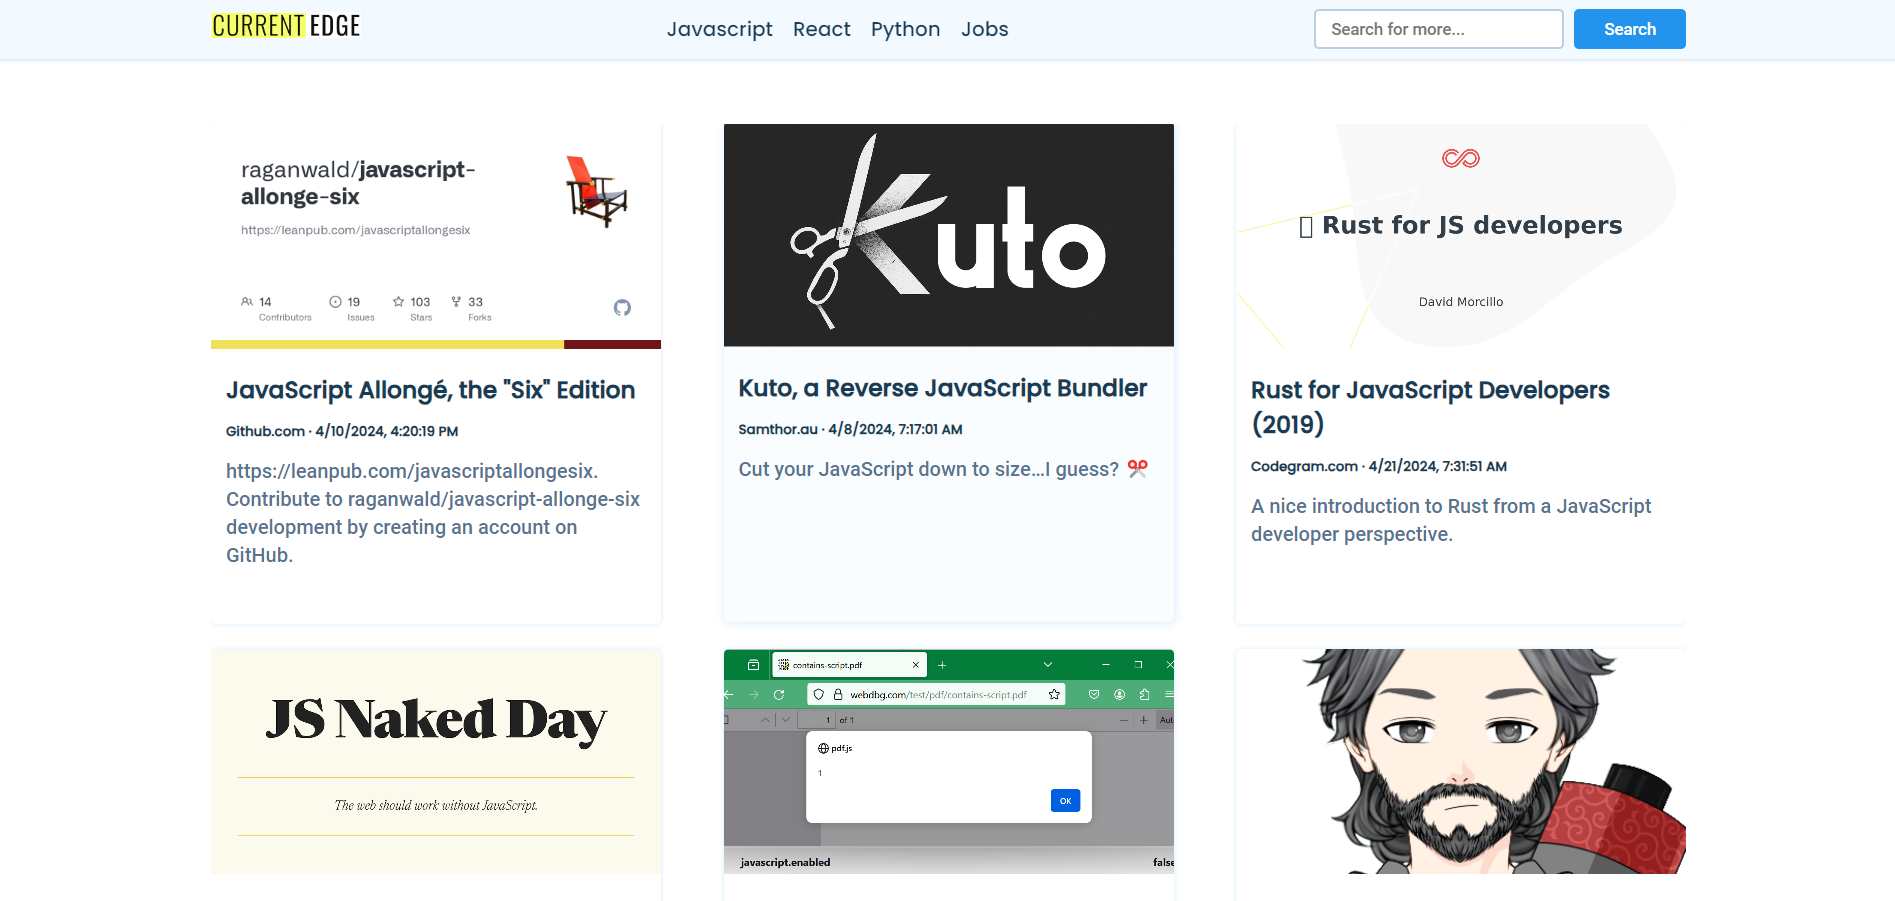 CURRENT EDGE
Javascript React Python Jobs
Search for more...
Search
raganwald/javascript-
allonge-six
https://leanpub.com/javascriptallongesix
14
Contributors
19
Issues
103
Stars
33
Forks
JavaScript Allongé, the "Six" Edition
Github.com · 4/10/2024, 4:20:19 PM
https://leanpub.com/javascriptallongesix.
Contribute to raganwald/javascript-allonge-six
development by creating an account on
GitHub.
Kuto
Kuto, a Reverse JavaScript Bundler
Samthor.au · 4/8/2024, 7:17:01 AM
Cut your JavaScript down to size...I guess? ✂️
Rust for JS developers
David Morcillo
Rust for JavaScript Developers
(2019)
Codegram.com · 4/21/2024, 7:31:51 AM
A nice introduction to Rust from a JavaScript
developer perspective.
JS Naked Day
The web should work without JavaScript.
contains-script.pdf
webdbg.com/test/pdf/contains-script.pdf
1 of 1
Aut
pdf.js
1
OK
javascript.enabled
false